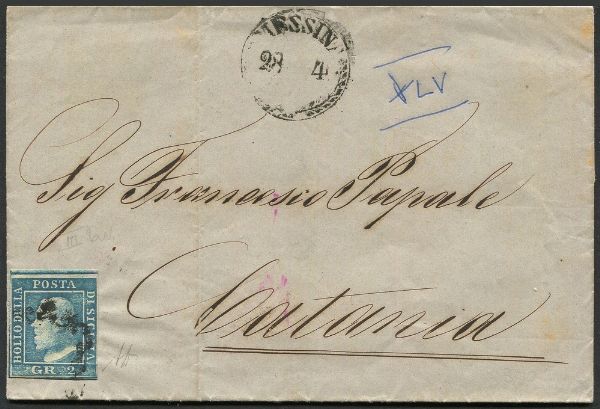 MESSINA
28 4
XLV
Sig Francesco Papale
Catania
BOLLO DELLA POSTA DI SICILIA
GR 2